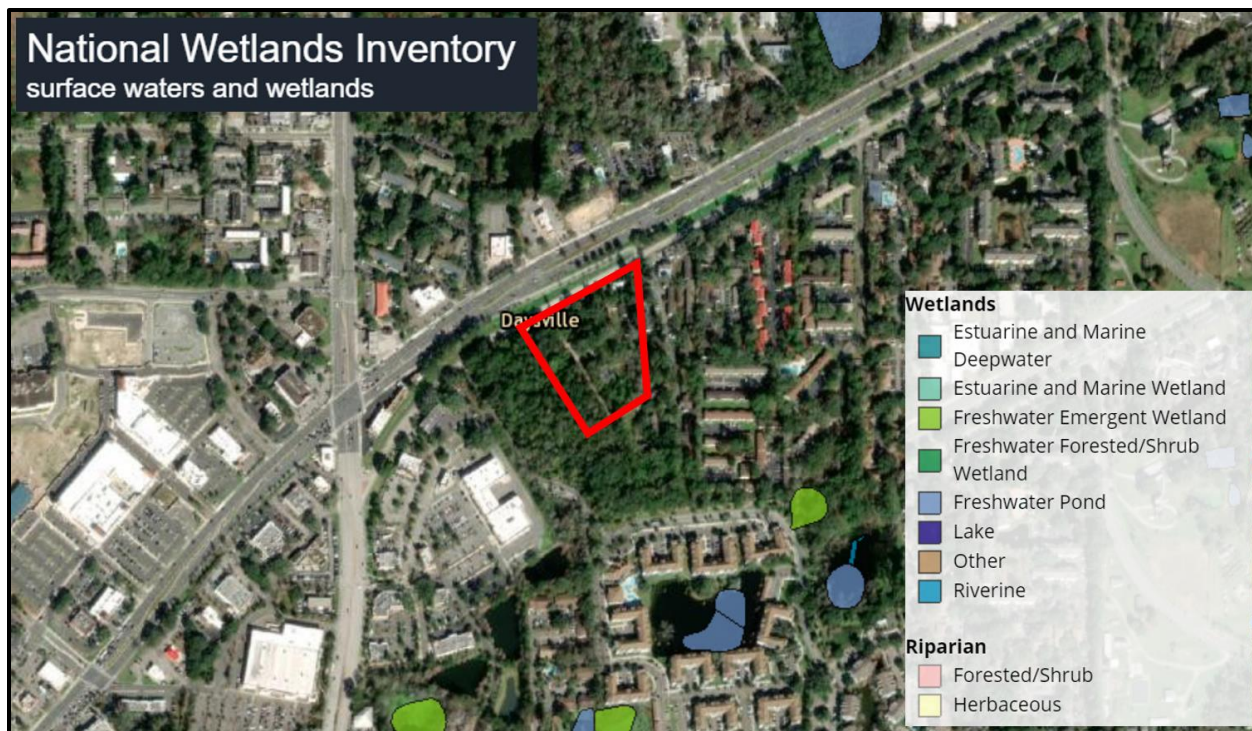 National Wetlands Inventory
surface waters and wetlands
Daysville
Wetlands
Estuarine and Marine
Deepwater
Estuarine and Marine Wetland
Freshwater Emergent Wetland
Freshwater Forested/Shrub
Wetland
Freshwater Pond
Lake
Other
Riverine
Riparian
Forested/Shrub
Herbaceous